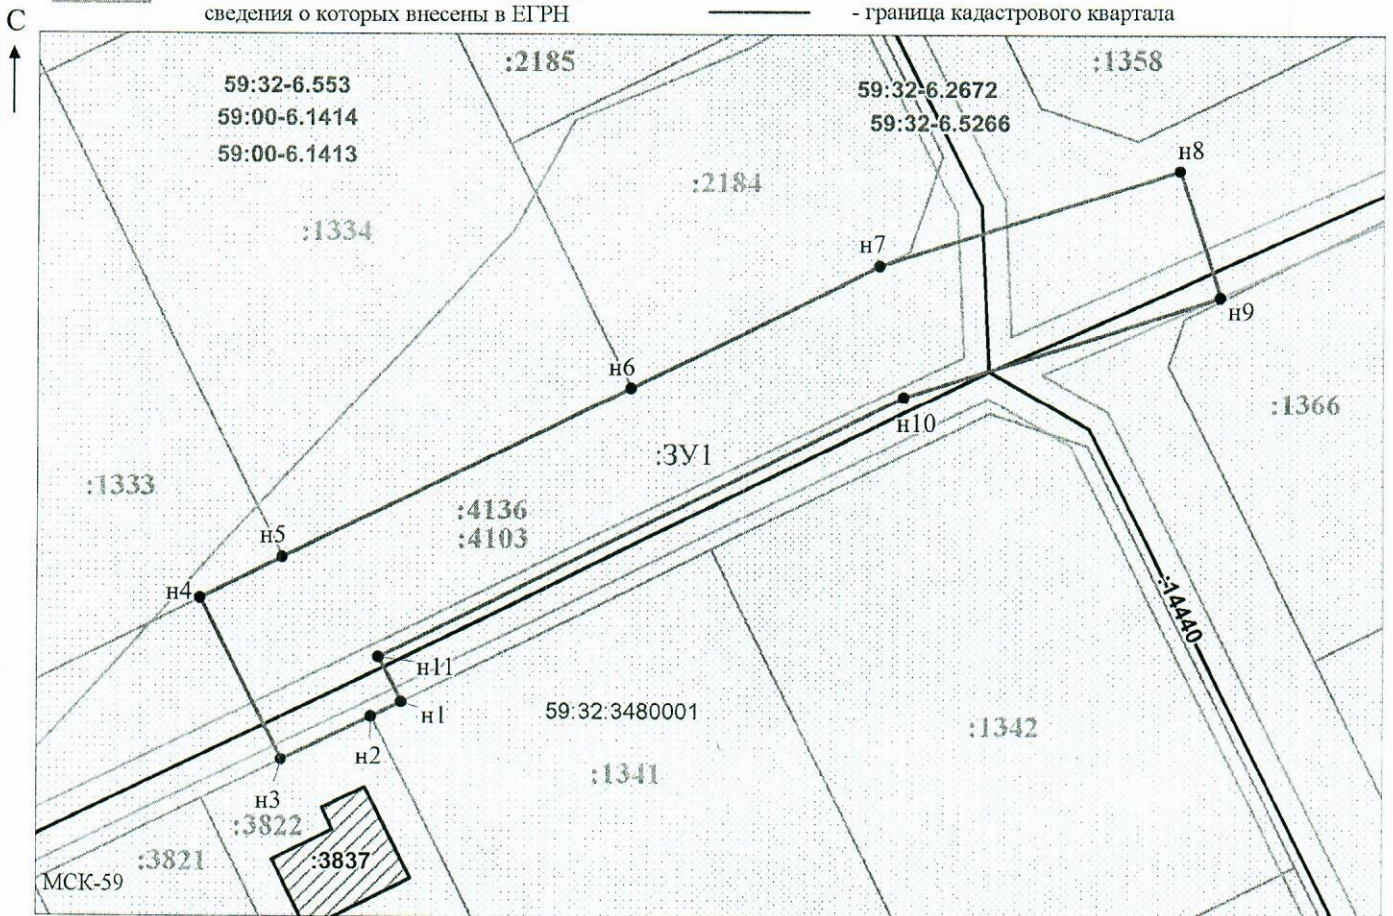 С
сведения о которых внесены в ЕГРН
- граница кадастрового квартала
:2185
:1358
59:32-6.553
59:00-6.1414
59:00-6.1413
59:32-6.2672
59:32-6.5266
н8
:2184
:1334
н7
н9
н6
:1366
н10
:ЗУ1
:1333
:4136
:4103
н5
н4
:14440
н11
н1
59:32:3480001
н2
:1342
:1341
н3
:3822
:3821
:3837
МСК-59